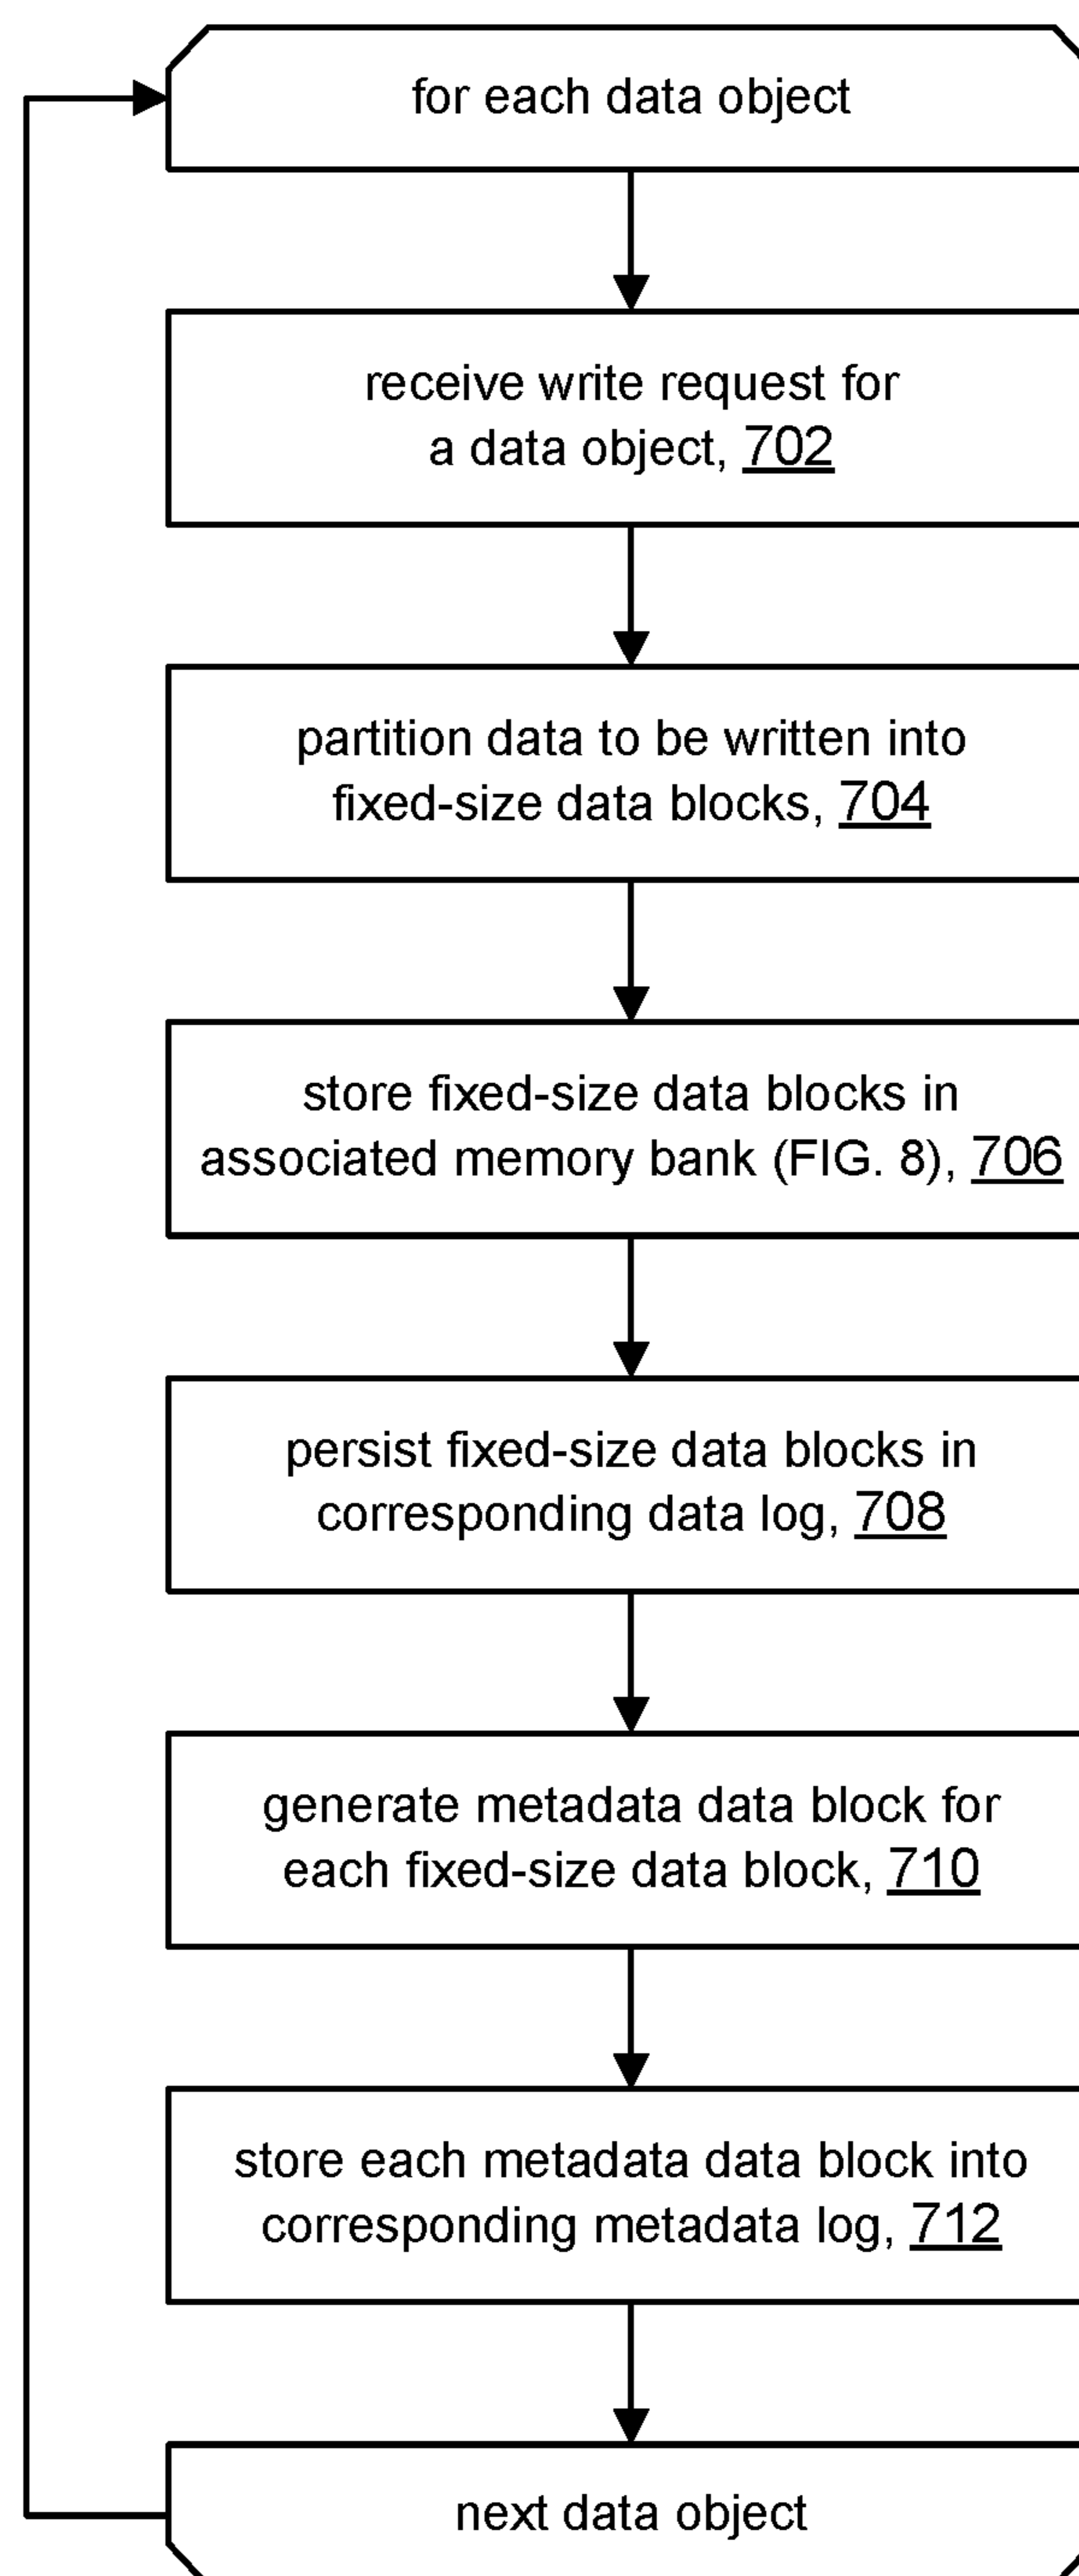 for each data object
receive write request for
a data object, 702
partition data to be written into
fixed-size data blocks, 704
store fixed-size data blocks in
associated memory bank (FIG. 8), 706
persist fixed-size data blocks in
corresponding data log, 708
generate metadata data block for
each fixed-size data block, 710
store each metadata data block into
corresponding metadata log, 712
next data object